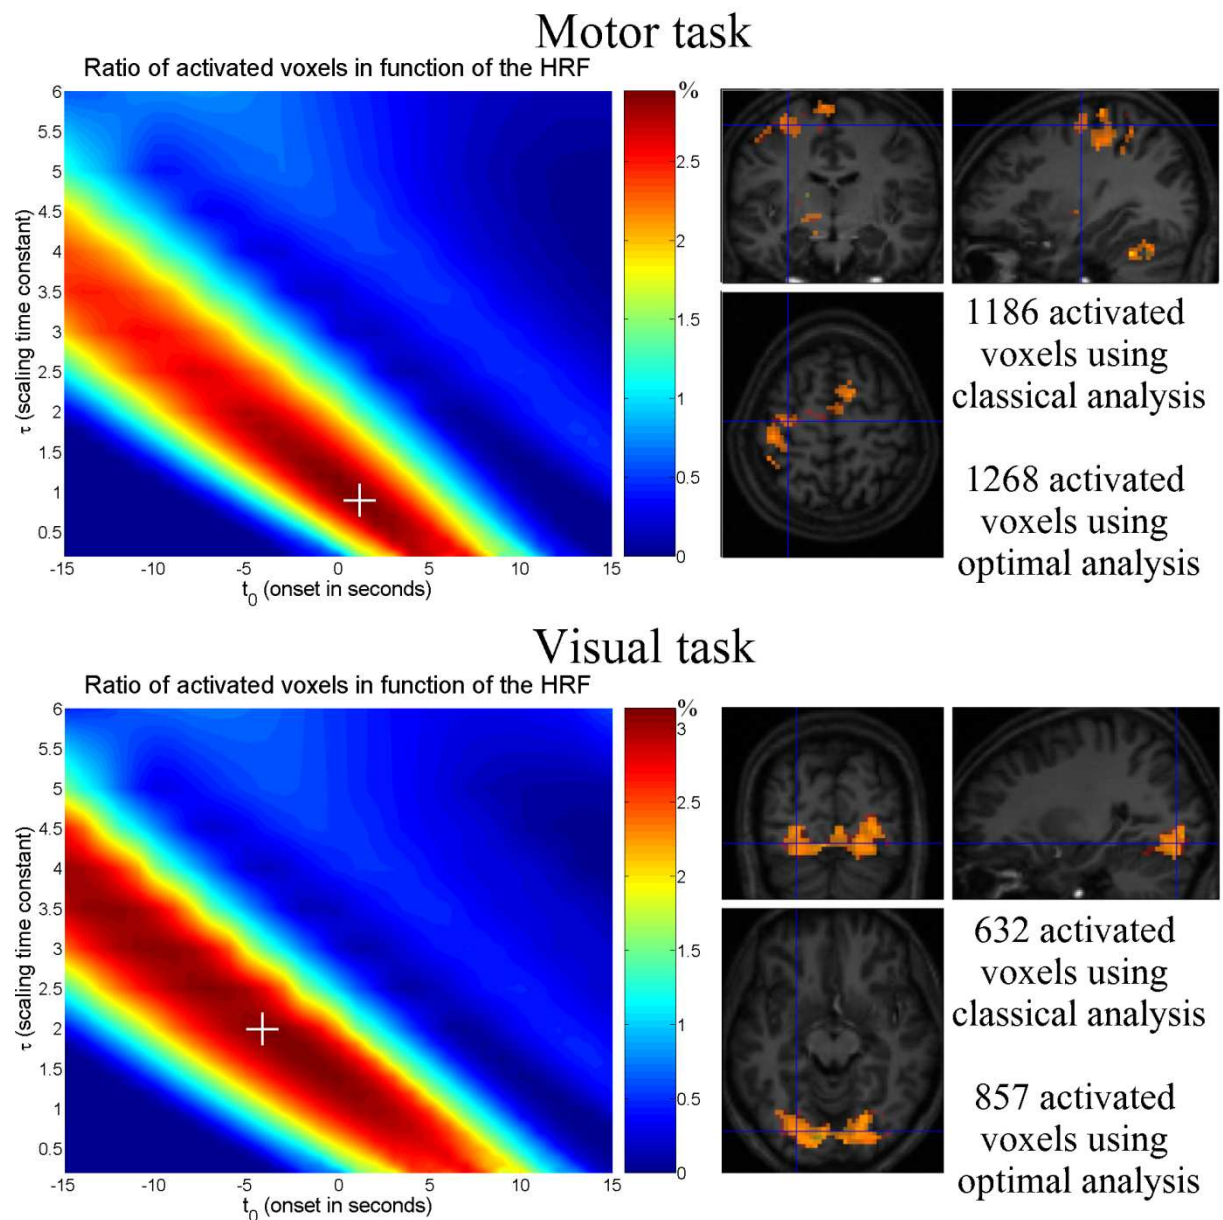 Motor task
Ratio of activated voxels in function of the HRF
%
6
5.5
5
4.5
4
3.5
3
2.5
2
1.5
1
0.5
τ (scaling time constant)
-15 -10 -5 0 5 10 15
t0 (onset in seconds)
2.5
2
1.5
1
0.5
0
1186 activated
voxels using
classical analysis
1268 activated
voxels using
optimal analysis
Visual task
Ratio of activated voxels in function of the HRF
%
6
5.5
5
4.5
4
3.5
3
2.5
2
1.5
1
0.5
τ (scaling time constant)
-15 -10 -5 0 5 10 15
t0 (onset in seconds)
3
2.5
2
1.5
1
0.5
0
632 activated
voxels using
classical analysis
857 activated
voxels using
optimal analysis